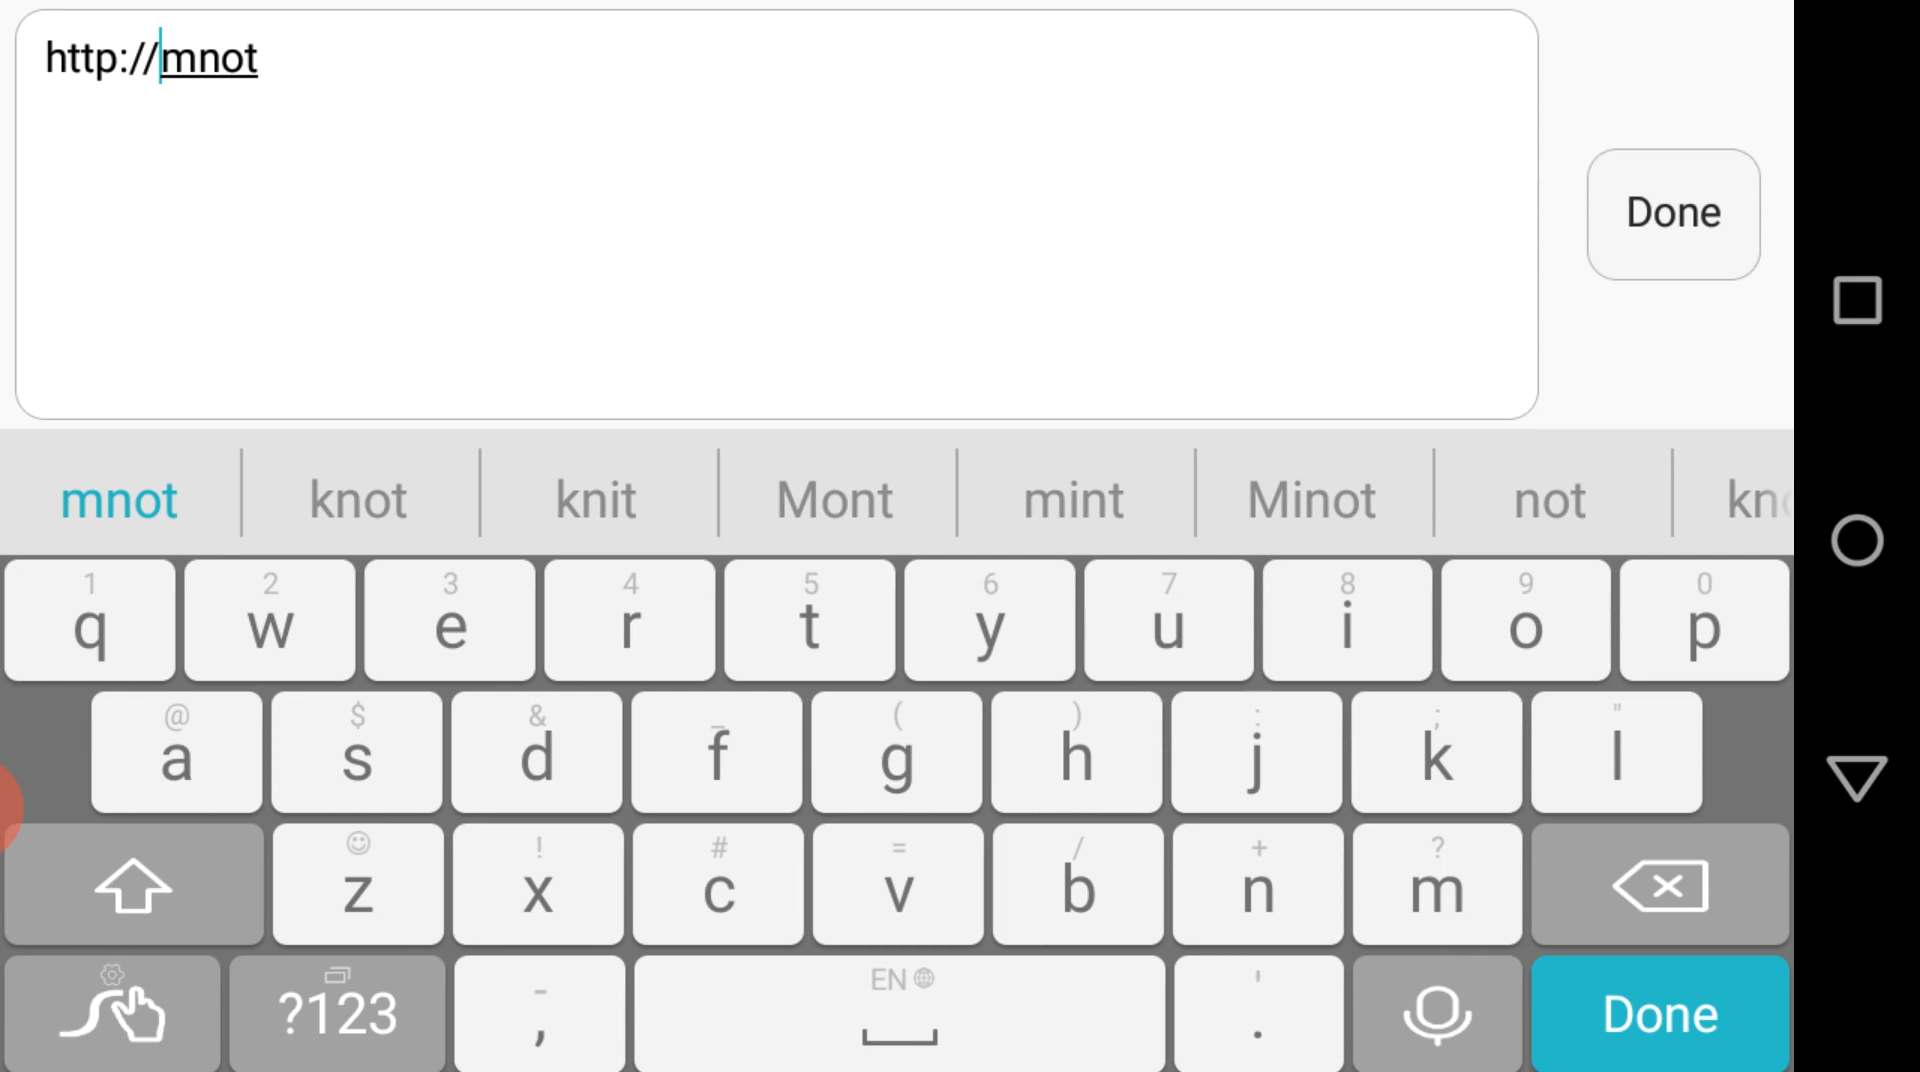 http://mnot
Done
mnot knot knit Mont mint Minot not
1 2 3 4 5 6 7 8 9 0
q w e r t y u i o p
@ $ & _ ( ) : ; "
a s d f g h j k l
! # = / + ?
z x c v b n m
- EN '
?123 , . Done